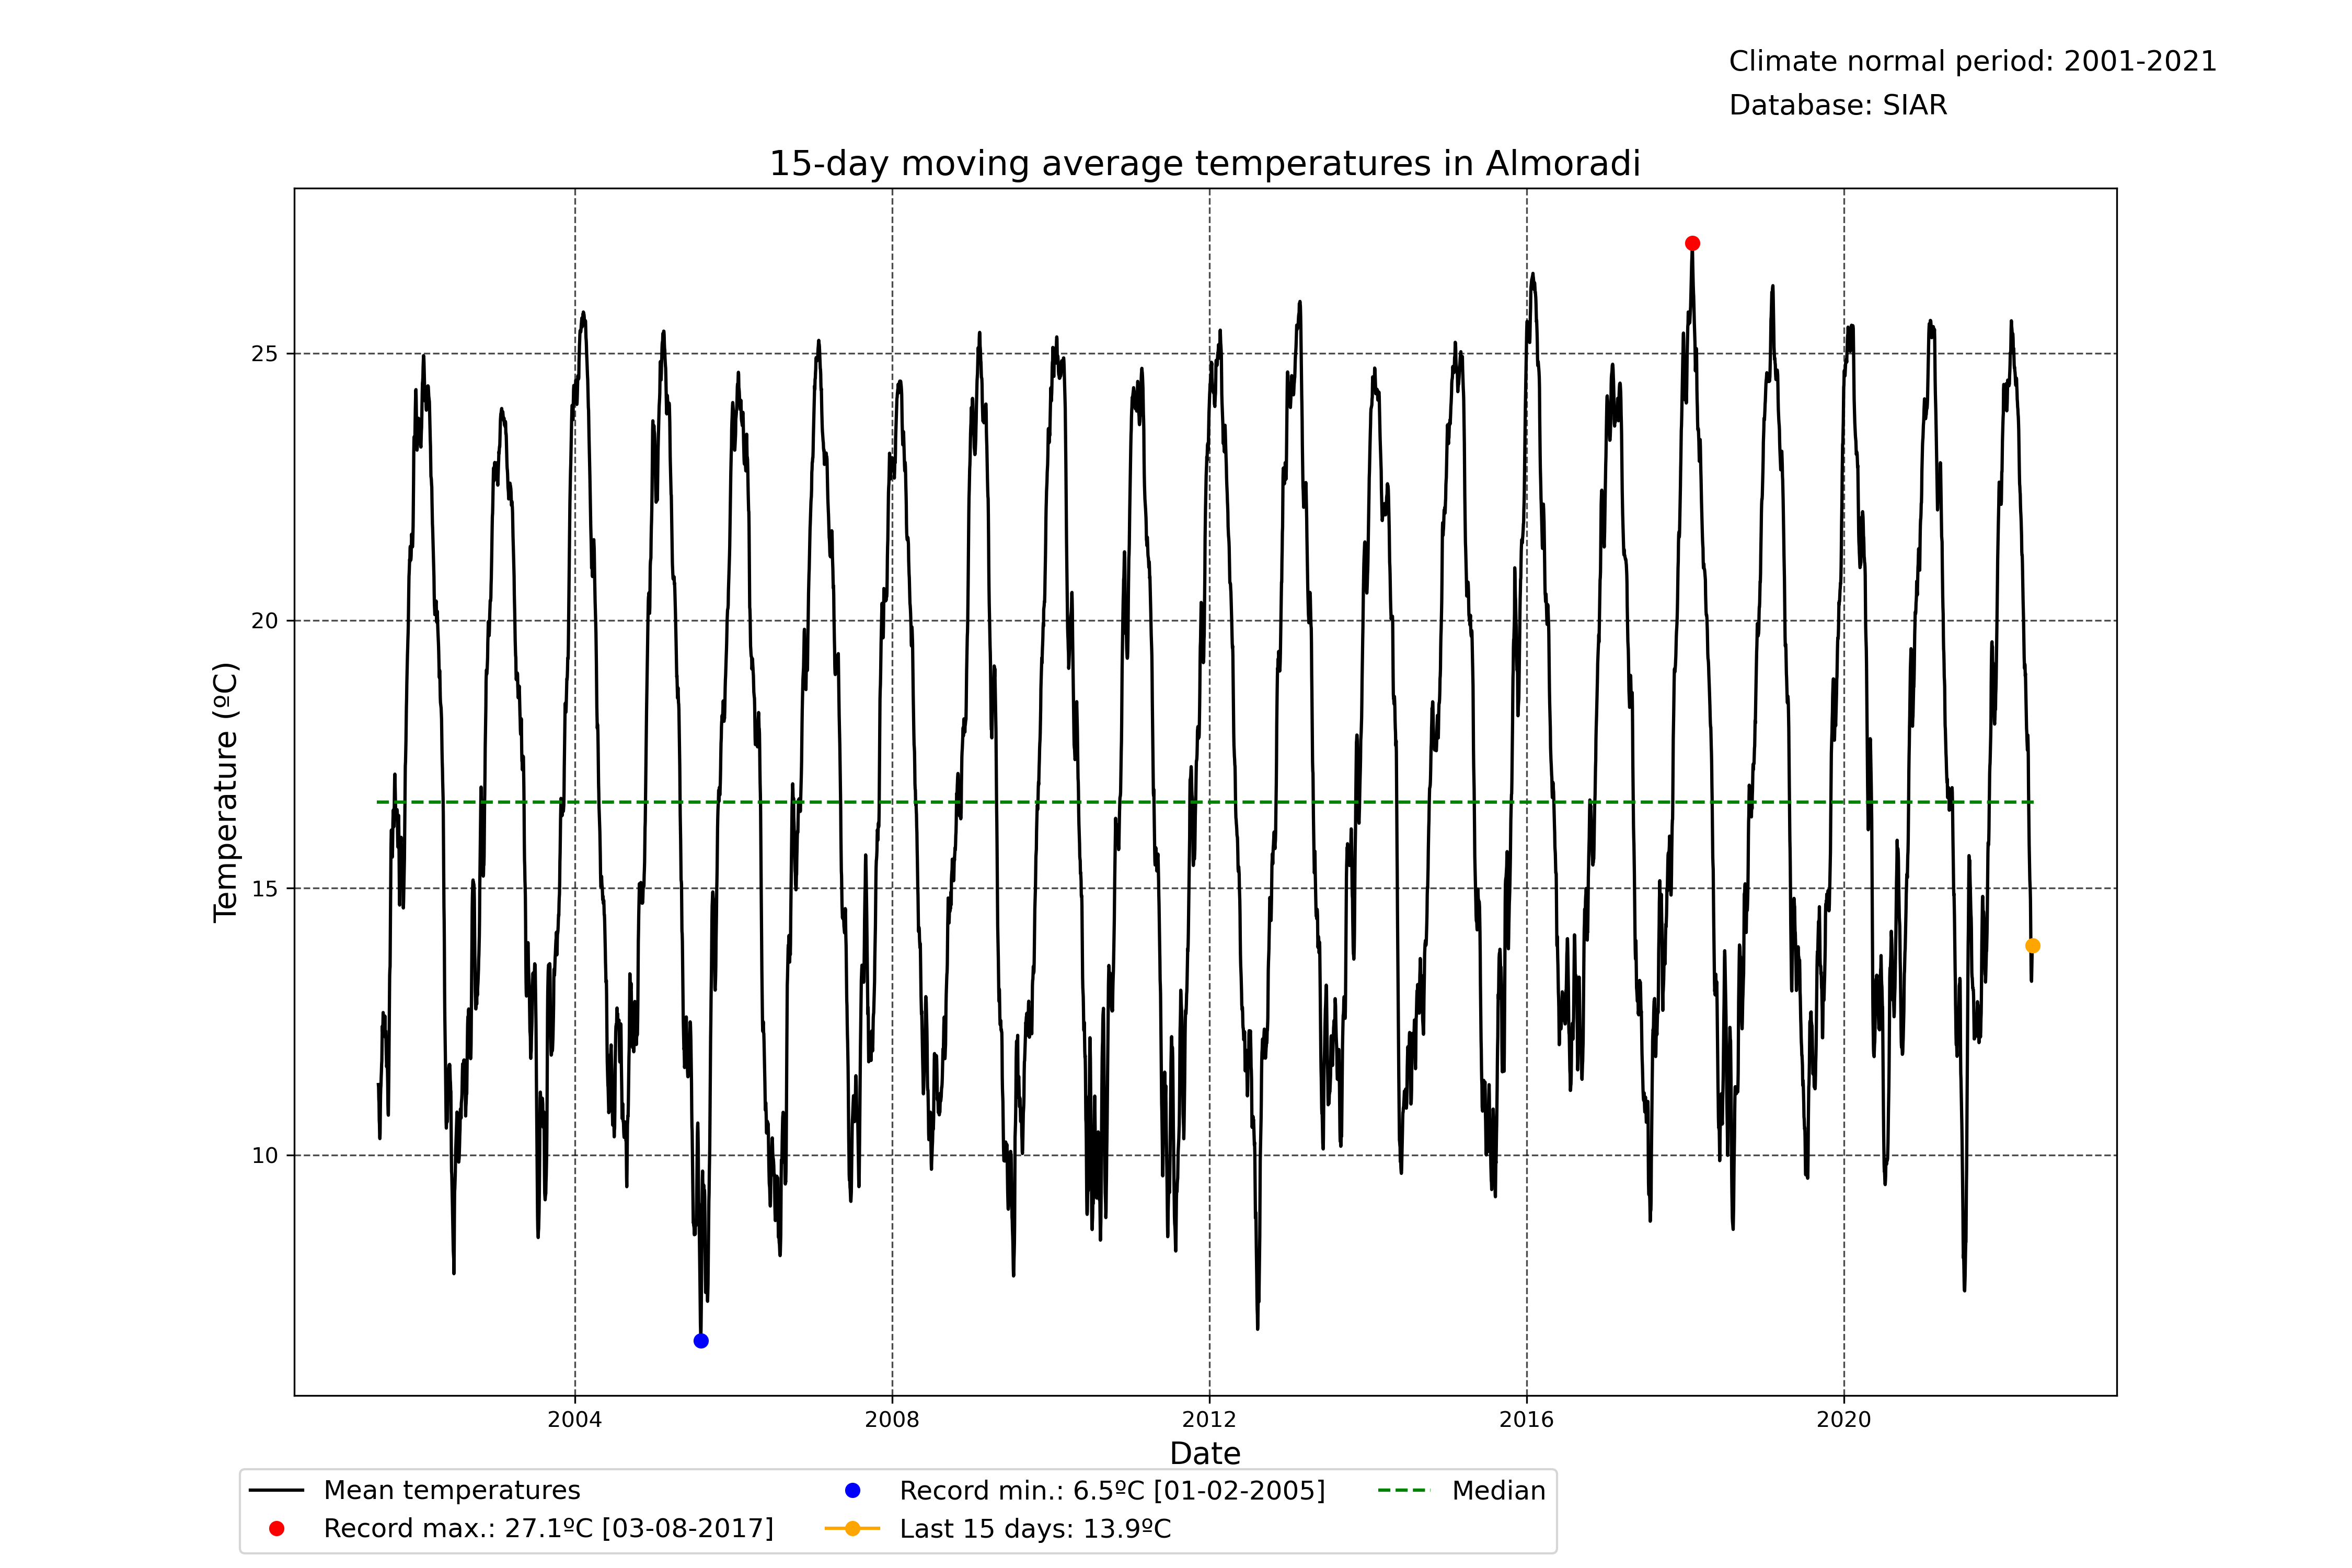 Climate normal period: 2001-2021
Database: SIAR
15-day moving average temperatures in Almoradi
25
20
15
10
Temperature (ºC)
2004 2008 2012 2016 2020
Date
Mean temperatures
Record max.: 27.1ºC [03-08-2017]
Record min.: 6.5ºC [01-02-2005]
Last 15 days: 13.9ºC
Median